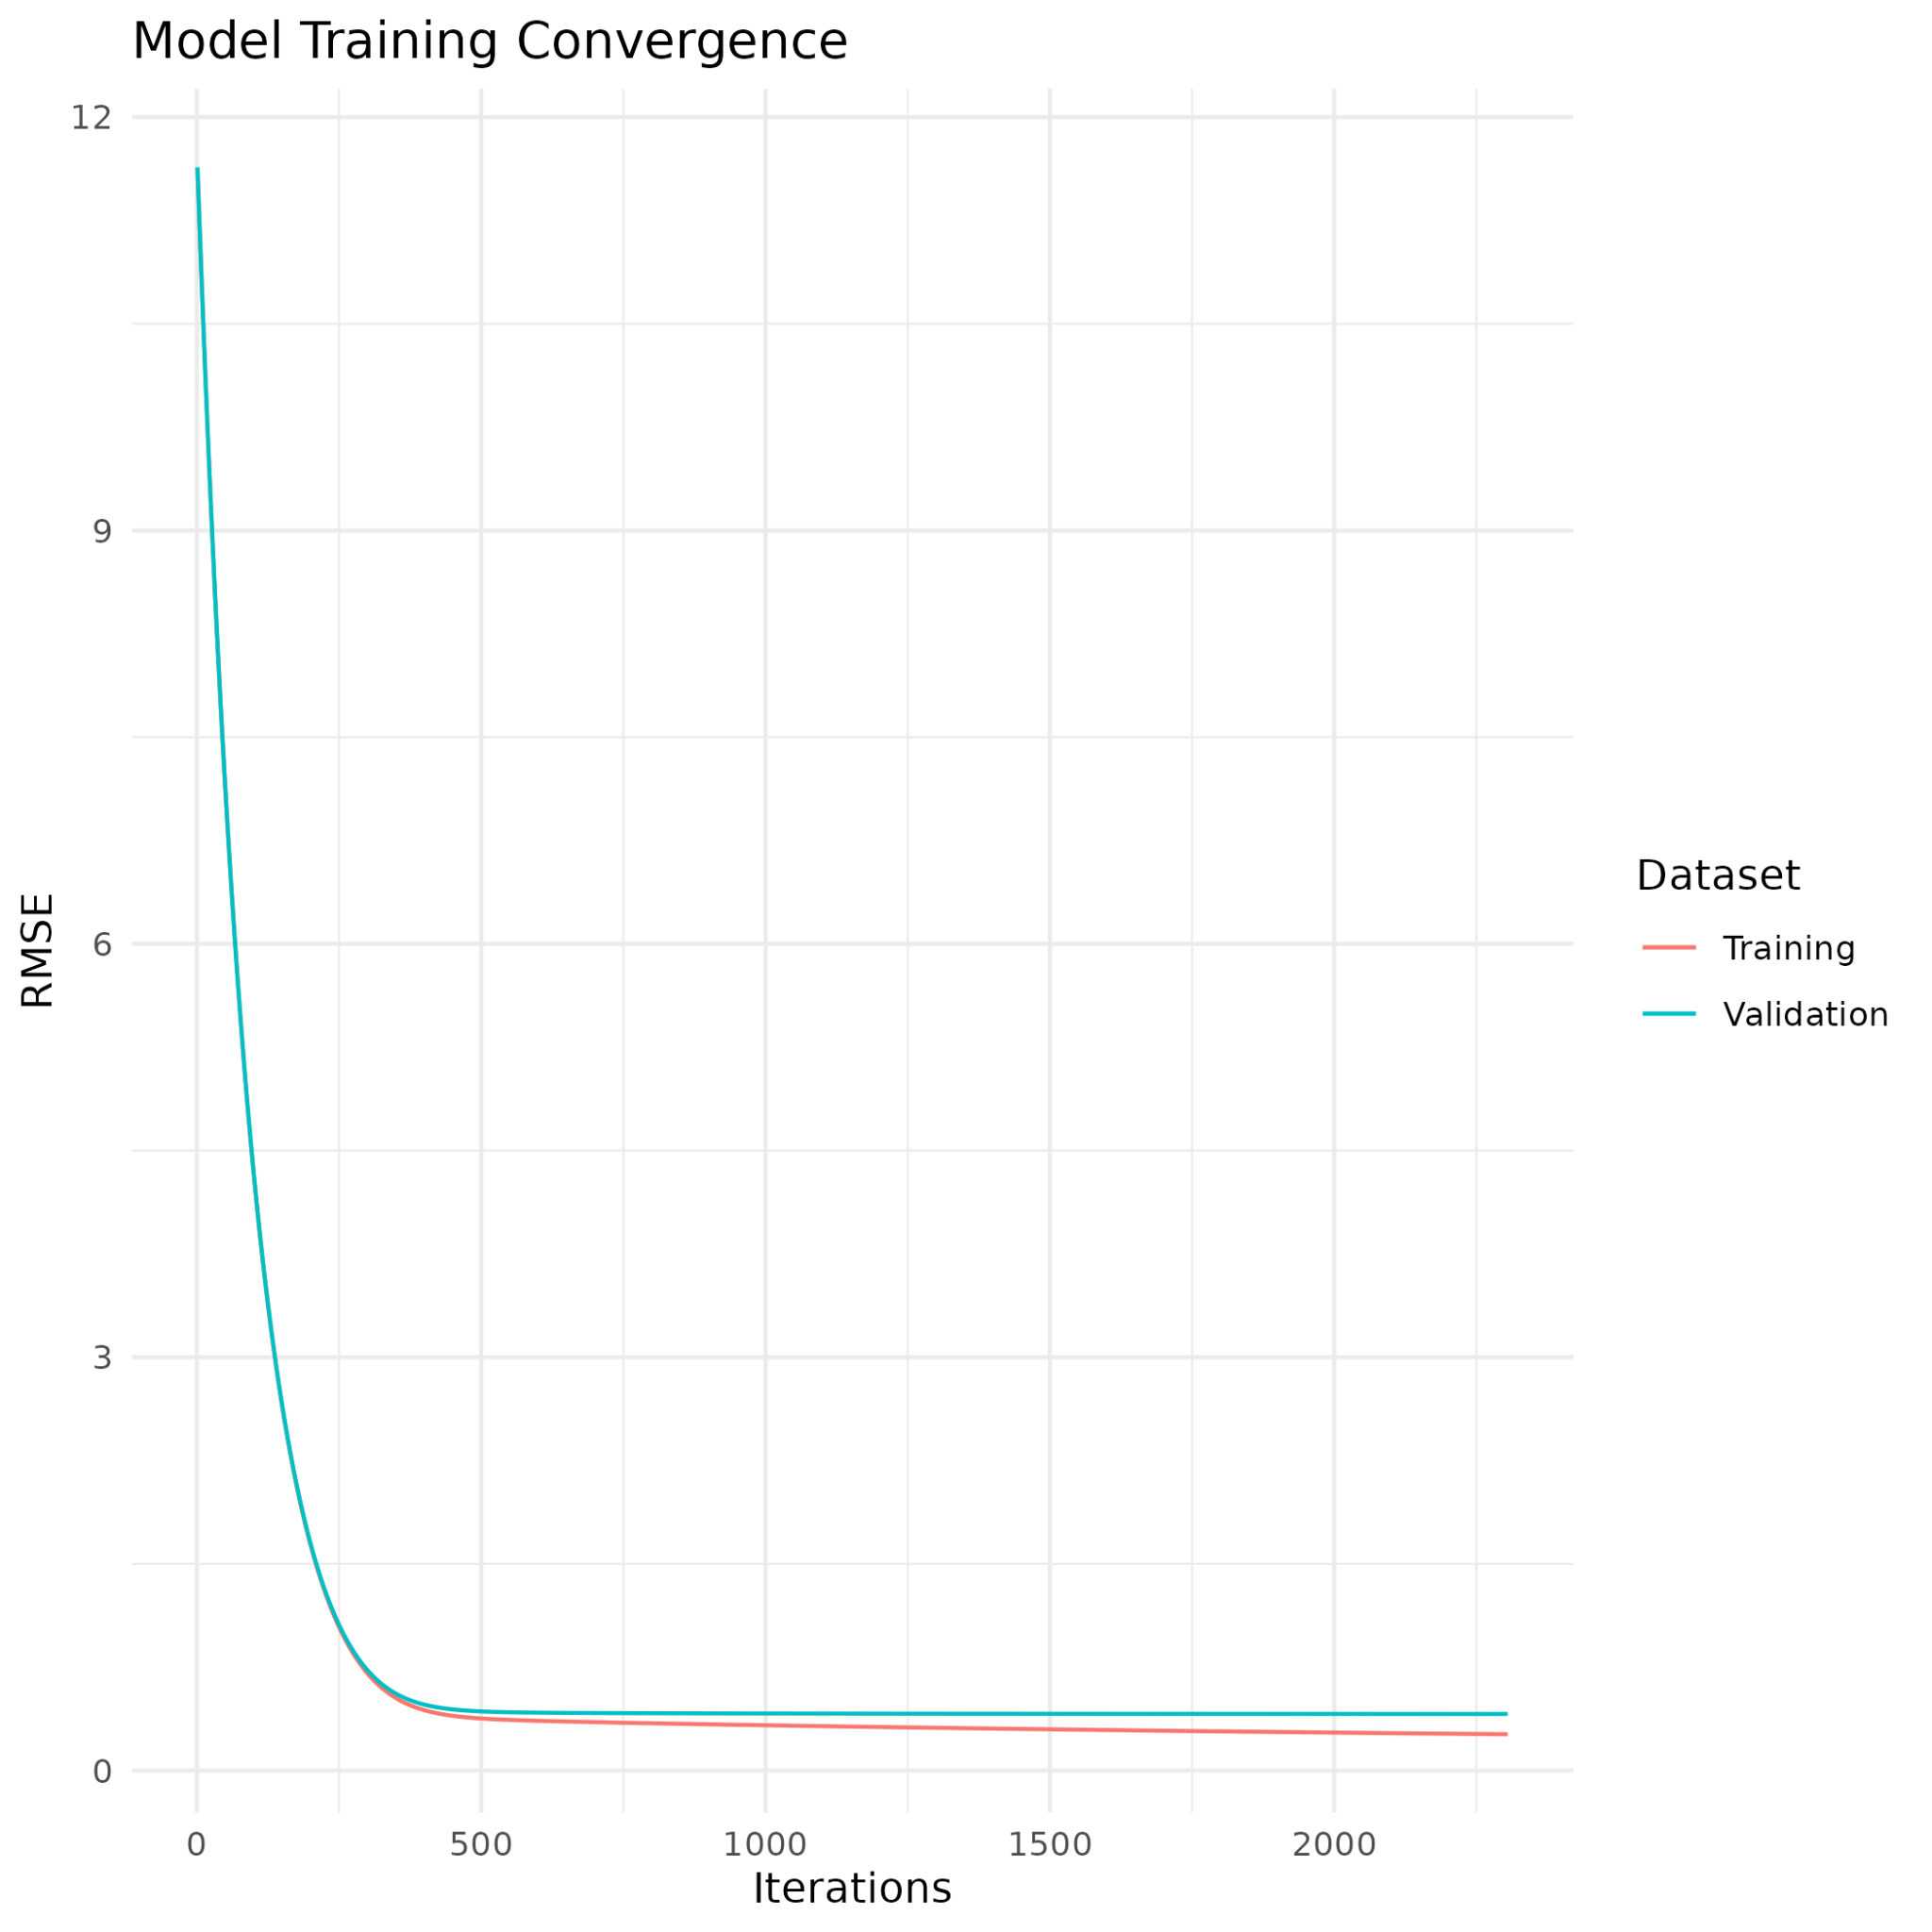 Model Training Convergence
12
9
6
3
0
RMSE
0 500 1000 1500 2000
Iterations
Dataset
Training
Validation